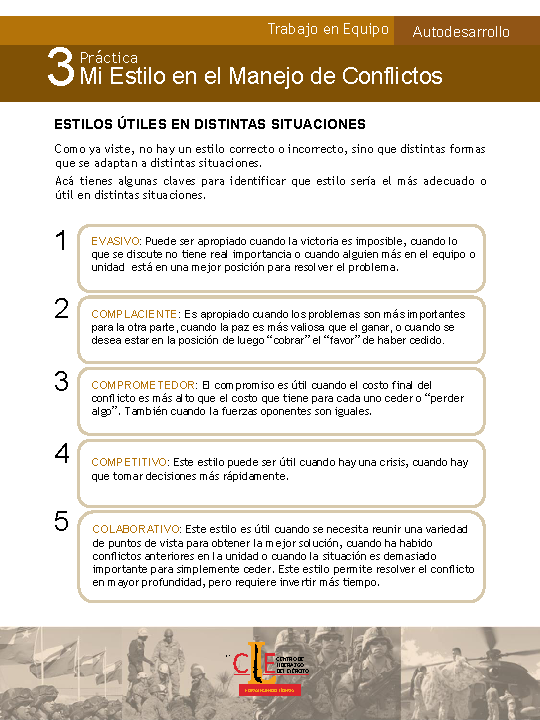 Trabajo en Equipo
Autodesarrollo
3
Práctica
Mi Estilo en el Manejo de Conflictos
ESTILOS ÚTILES EN DISTINTAS SITUACIONES
Como ya viste, no hay un estilo correcto o incorrecto, sino que distintas formas
que se adaptan a distintas situaciones.
Acá tienes algunas claves para identificar que estilo sería el más adecuado o
útil en distintas situaciones.
1
EVASIVO: Puede ser apropiado cuando la victoria es imposible, cuando lo
que se discute no tiene real importancia o cuando alguien más en el equipo o
unidad está en una mejor posición para resolver el problema.
2
COMPLACIENTE: Es apropiado cuando los problemas son más importantes
para la otra parte, cuando la paz es más valiosa que el ganar, o cuando se
desea estar en la posición de luego “cobrar” el “favor” de haber cedido.
3
COMPROMETEDOR: El compromiso es útil cuando el costo final del
conflicto es más alto que el costo que tiene para cada uno ceder o “perder
algo”. También cuando la fuerzas oponentes son iguales.
4
COMPETITIVO: Este estilo puede ser útil cuando hay una crisis, cuando hay
que tomar decisiones más rápidamente.
5
COLABORATIVO: Este estilo es útil cuando se necesita reunir una variedad
de puntos de vista para obtener la mejor solución, cuando ha habido
conflictos anteriores en la unidad o cuando la situación es demasiado
importante para simplemente ceder. Este estilo permite resolver el conflicto
en mayor profundidad, pero requiere invertir más tiempo.
CLE
CENTRO DE
LIDERAZGO
DEL EJÉRCITO